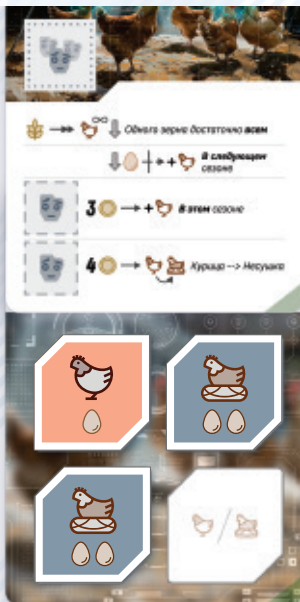 Одного зерна достаточно всем
В следующем
сезоне
3 В этом сезоне
4 Курица --> Несушка